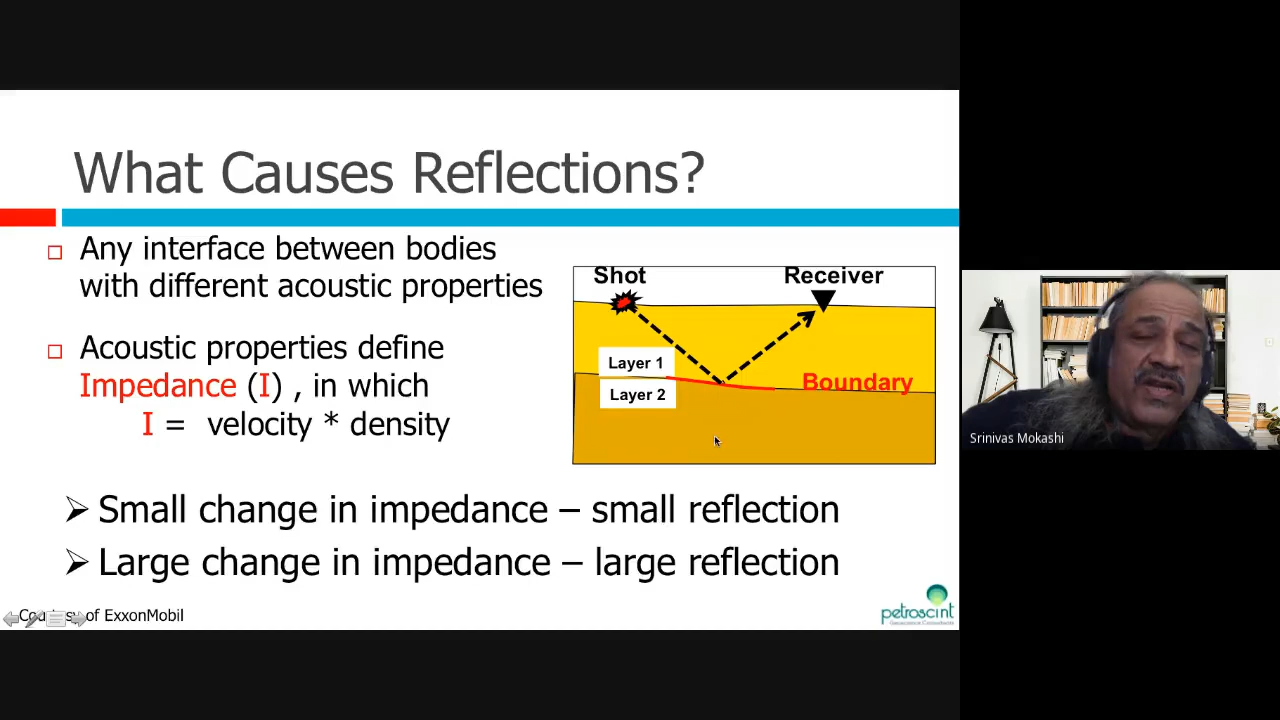 What Causes Reflections?
Any interface between bodies
with different acoustic properties
Acoustic properties define
Impedance (I) , in which
I = velocity * density
Shot
Receiver
Layer 1
Boundary
Layer 2
Small change in impedance – small reflection
Large change in impedance – large reflection
Courtesy of ExxonMobil
petroscint
Srinivas Mokashi